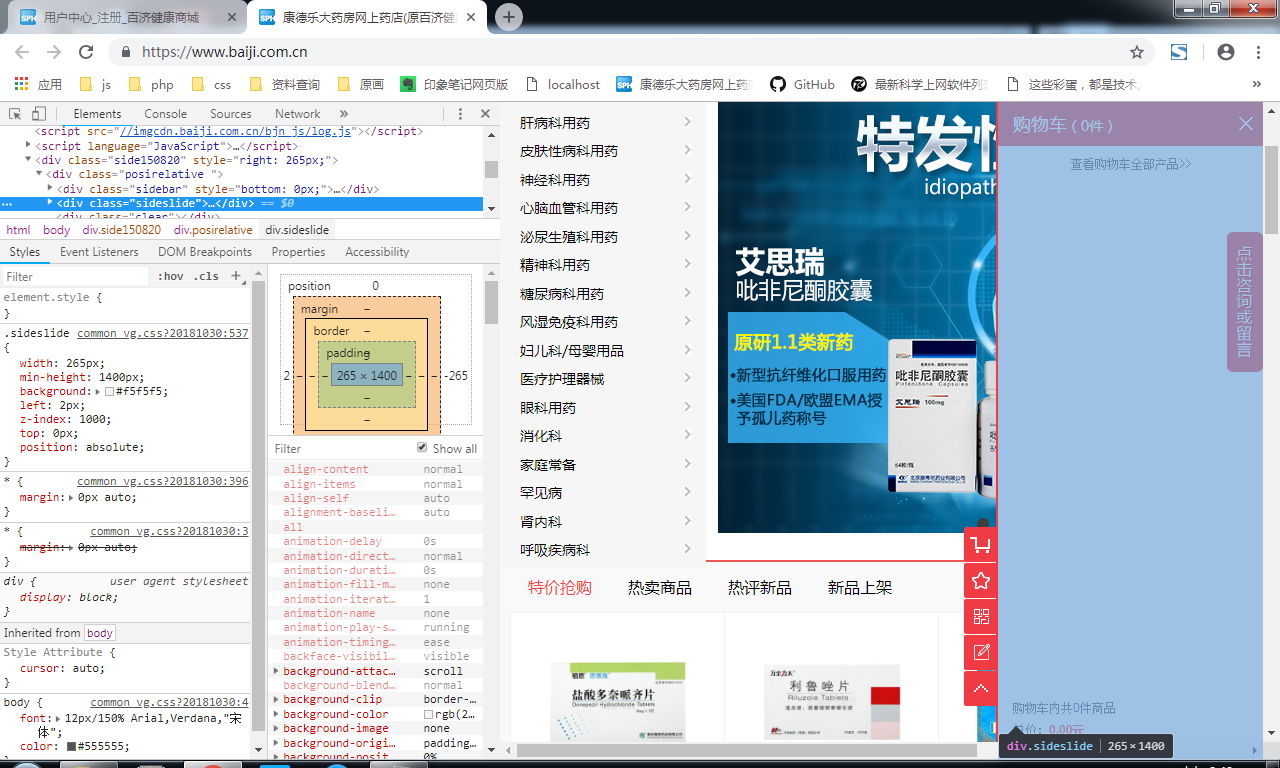 用户中心_注册_百济健康商城
康德乐大药房网上药店(原百济健
https://www.baiji.com.cn
应用 js php css 资料查询 原画 印象笔记网页版 localhost 康德乐大药房网上药 GitHub 最新科学上网软件列 这些彩蛋，都是技术 »
Elements Console Sources Network »
<script src="//imgcdn.baiji.com.cn/bjn_js/log.js"></script>
<script language="JavaScript">…</script>
<div class="side150820" style="right: 265px;">
<div class="posirelative ">
<div class="sidebar" style="bottom: 0px;">…</div>
<div class="sideslide">…</div> == $0
<div class="clear"></div>
html body div.side150820 div.posirelative div.sideslide
Styles Event Listeners DOM Breakpoints Properties Accessibility
Filter :hov .cls +
element.style {
}
.sideslide common_vg.css?20181030:537
{
width: 265px;
min-height: 1400px;
background: #f5f5f5;
left: 2px;
z-index: 1000;
top: 0px;
position: absolute;
}
* { common_vg.css?20181030:506
margin: 0px auto;
}
* { common_vg.css?20181030:3
margin: 0px auto;
}
div { user agent stylesheet
display: block;
}
Inherited from body
Style Attribute {
cursor: auto;
}
body { common_vg.css?20181030:4
font: 12px/150% Arial,Verdana,"宋
体";
position 0
margin –
border –
padding –
2 – – – 265 × 1400 – – – -265
–
–
Filter Show all
align-content normal
align-items normal
align-self auto
alignment-baseli… auto
all
animation-delay 0s
animation-direct… normal
animation-durati… 0s
animation-fill-m… none
animation-iterat… 1
animation-name none
animation-play-s… running
animation-timing… ease
backface-visibil… visible
background-attac… scroll
background-blend… normal
background-clip border-…
background-color rgb(2…
background-image none
background-origi… padding…
肝病科用药
皮肤性病科用药
神经科用药
心脑血管科用药
泌尿生殖科用药
精神科用药
糖尿病科用药
风湿免疫科用药
妇儿科/母婴用品
医疗护理器械
眼科用药
消化科
家庭常备
罕见病
肾内科
呼吸疾病科
特发性
idiopath
艾思瑞
吡非尼酮胶囊
原研1.1类新药
•新型抗纤维化口服用药
•美国FDA/欧盟EMA授
予孤儿药称号
吡非尼酮胶囊
Pirfenidone Capsules
艾思瑞 100mg
特价抢购 热卖商品 热评新品 新品上架
盐酸多奈哌齐片
Donepezil Hydrochloride Tablets
利鲁唑片
Riluzole Tablets
购物车 ( 0件 )
查看购物车全部产品>>
点击咨询或留言
购物车内共0件商品
总价: 0.00元
div.sideslide 265×1400